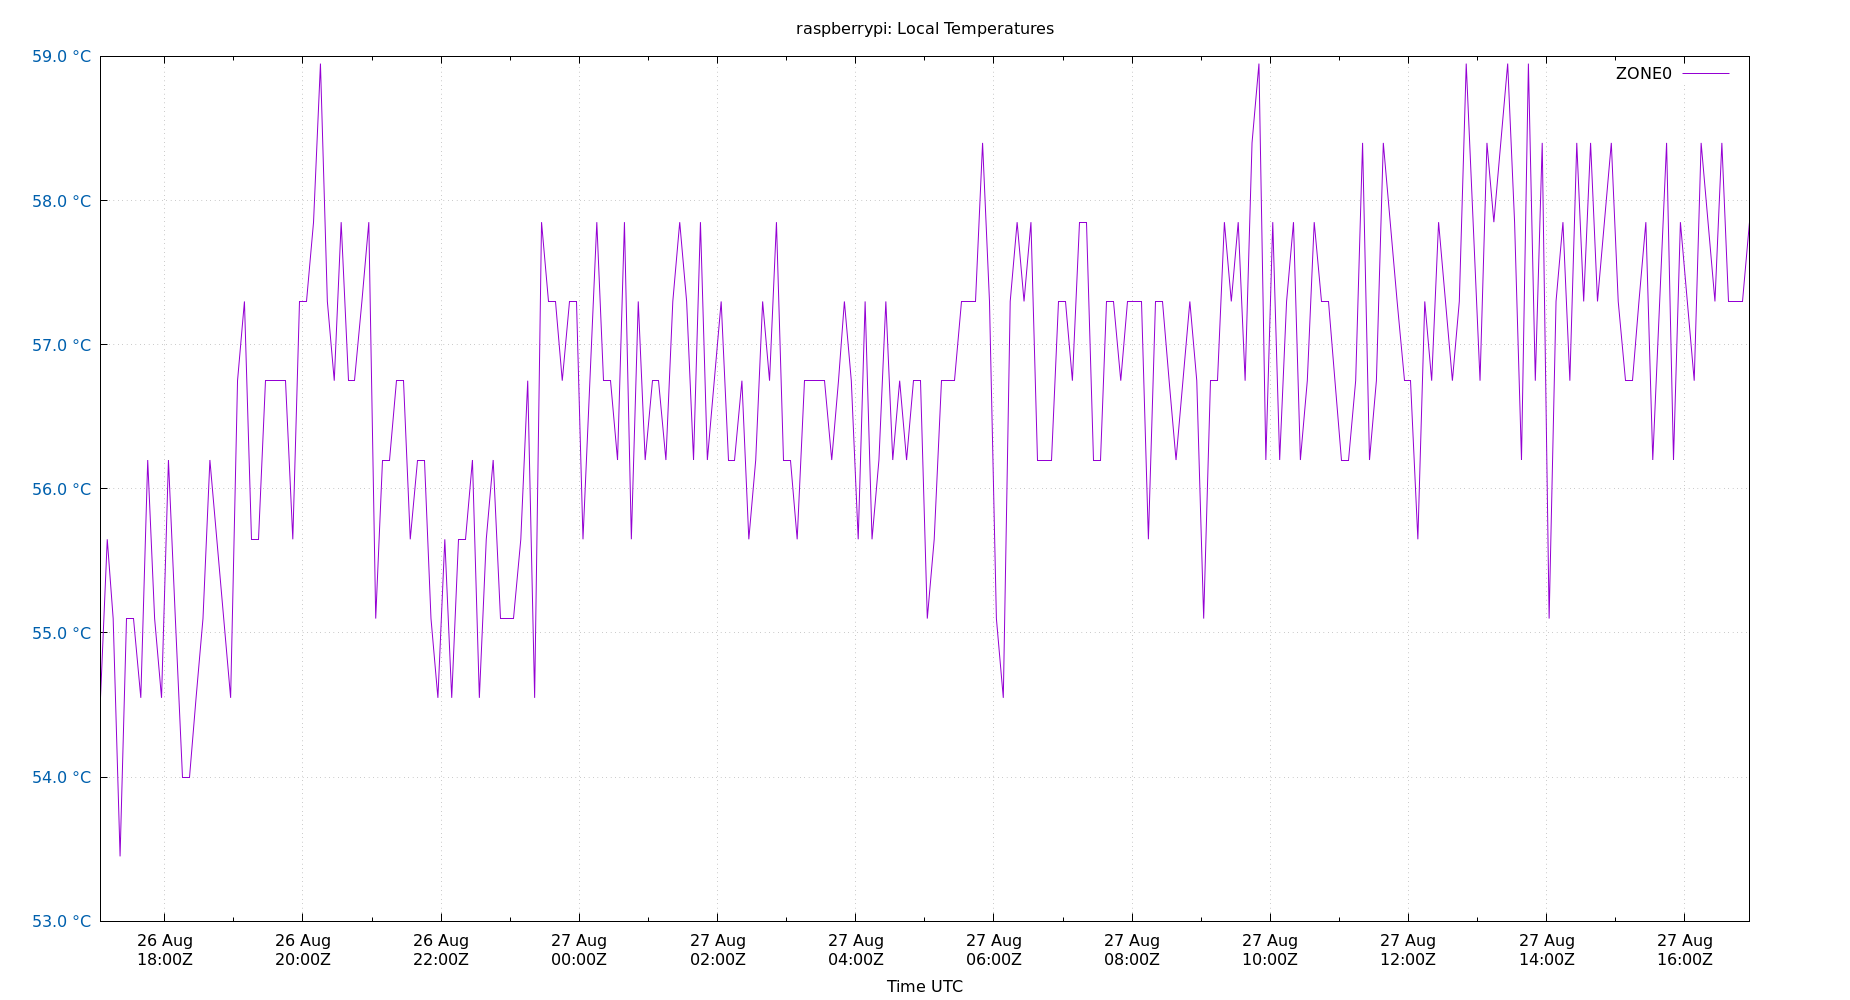 raspberrypi: Local Temperatures
59.0 °C
ZONE0
58.0 °C
57.0 °C
56.0 °C
55.0 °C
54.0 °C
53.0 °C
26 Aug 26 Aug 26 Aug 27 Aug 27 Aug 27 Aug 27 Aug 27 Aug 27 Aug 27 Aug 27 Aug 27 Aug
18:00Z 20:00Z 22:00Z 00:00Z 02:00Z 04:00Z 06:00Z 08:00Z 10:00Z 12:00Z 14:00Z 16:00Z
Time UTC